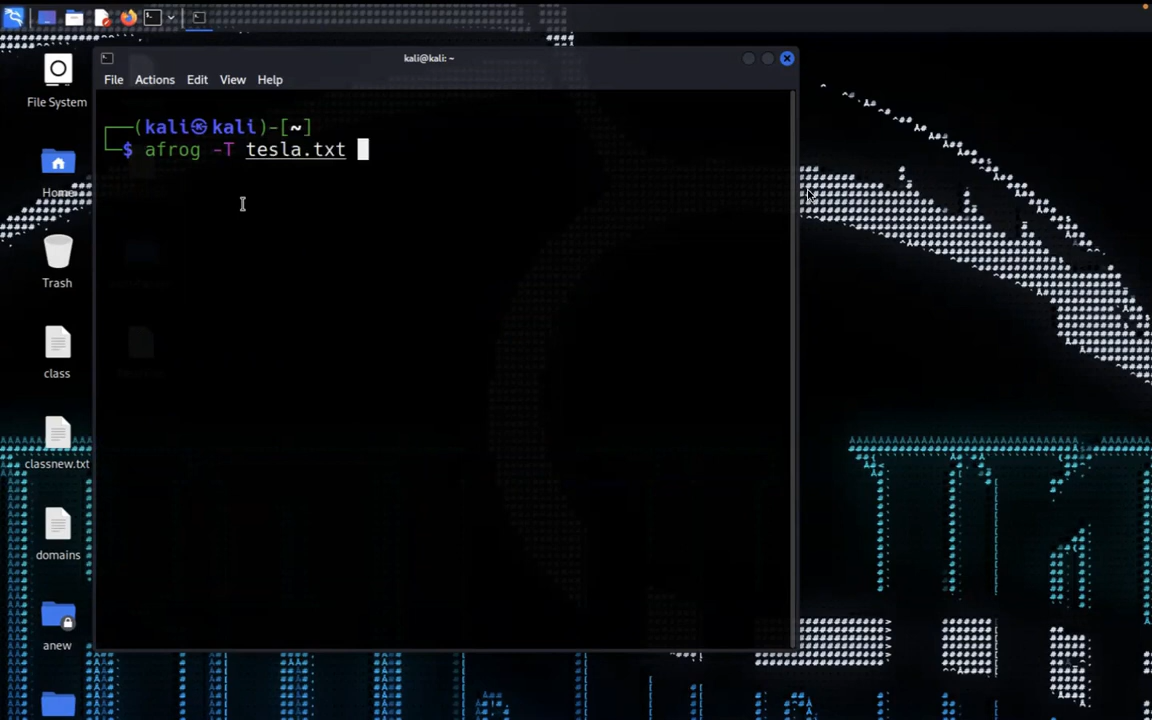 kali@kali: ~
File Actions Edit View Help
File System
┌──(kali㉿kali)-[~]
└─$ afrog -T tesla.txt
Home
Trash
class
classnew.txt
domains
anew